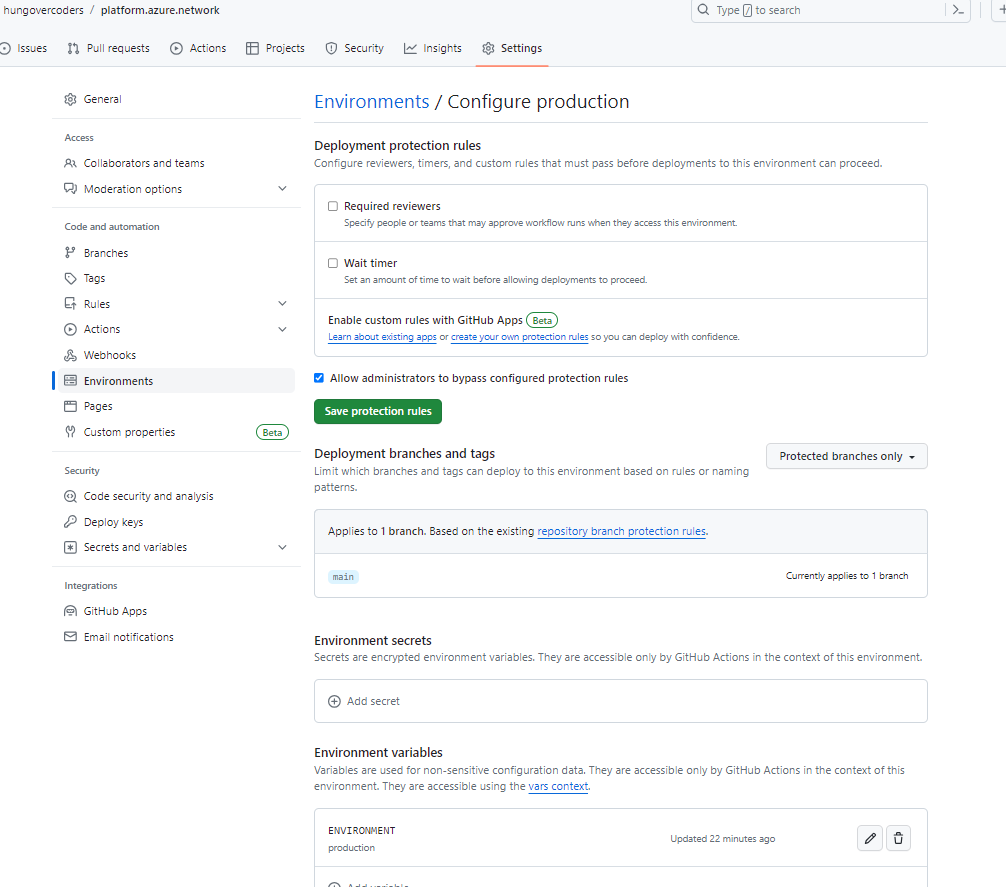 hungovercoders / platform.azure.network
Type / to search
Issues Pull requests Actions Projects Security Insights Settings
General
Access
Collaborators and teams
Moderation options
Code and automation
Branches
Tags
Rules
Actions
Webhooks
Environments
Pages
Custom properties Beta
Security
Code security and analysis
Deploy keys
Secrets and variables
Integrations
GitHub Apps
Email notifications
Environments / Configure production
Deployment protection rules
Configure reviewers, timers, and custom rules that must pass before deployments to this environment can proceed.
Required reviewers
Specify people or teams that may approve workflow runs when they access this environment.
Wait timer
Set an amount of time to wait before allowing deployments to proceed.
Enable custom rules with GitHub Apps Beta
Learn about existing apps or create your own protection rules so you can deploy with confidence.
Allow administrators to bypass configured protection rules
Save protection rules
Deployment branches and tags
Limit which branches and tags can deploy to this environment based on rules or naming
patterns.
Protected branches only
Applies to 1 branch. Based on the existing repository branch protection rules.
main
Currently applies to 1 branch
Environment secrets
Secrets are encrypted environment variables. They are accessible only by GitHub Actions in the context of this environment.
Add secret
Environment variables
Variables are used for non-sensitive configuration data. They are accessible only by GitHub Actions in the context of this
environment. They are accessible using the vars context.
ENVIRONMENT
production
Updated 22 minutes ago
Add variable